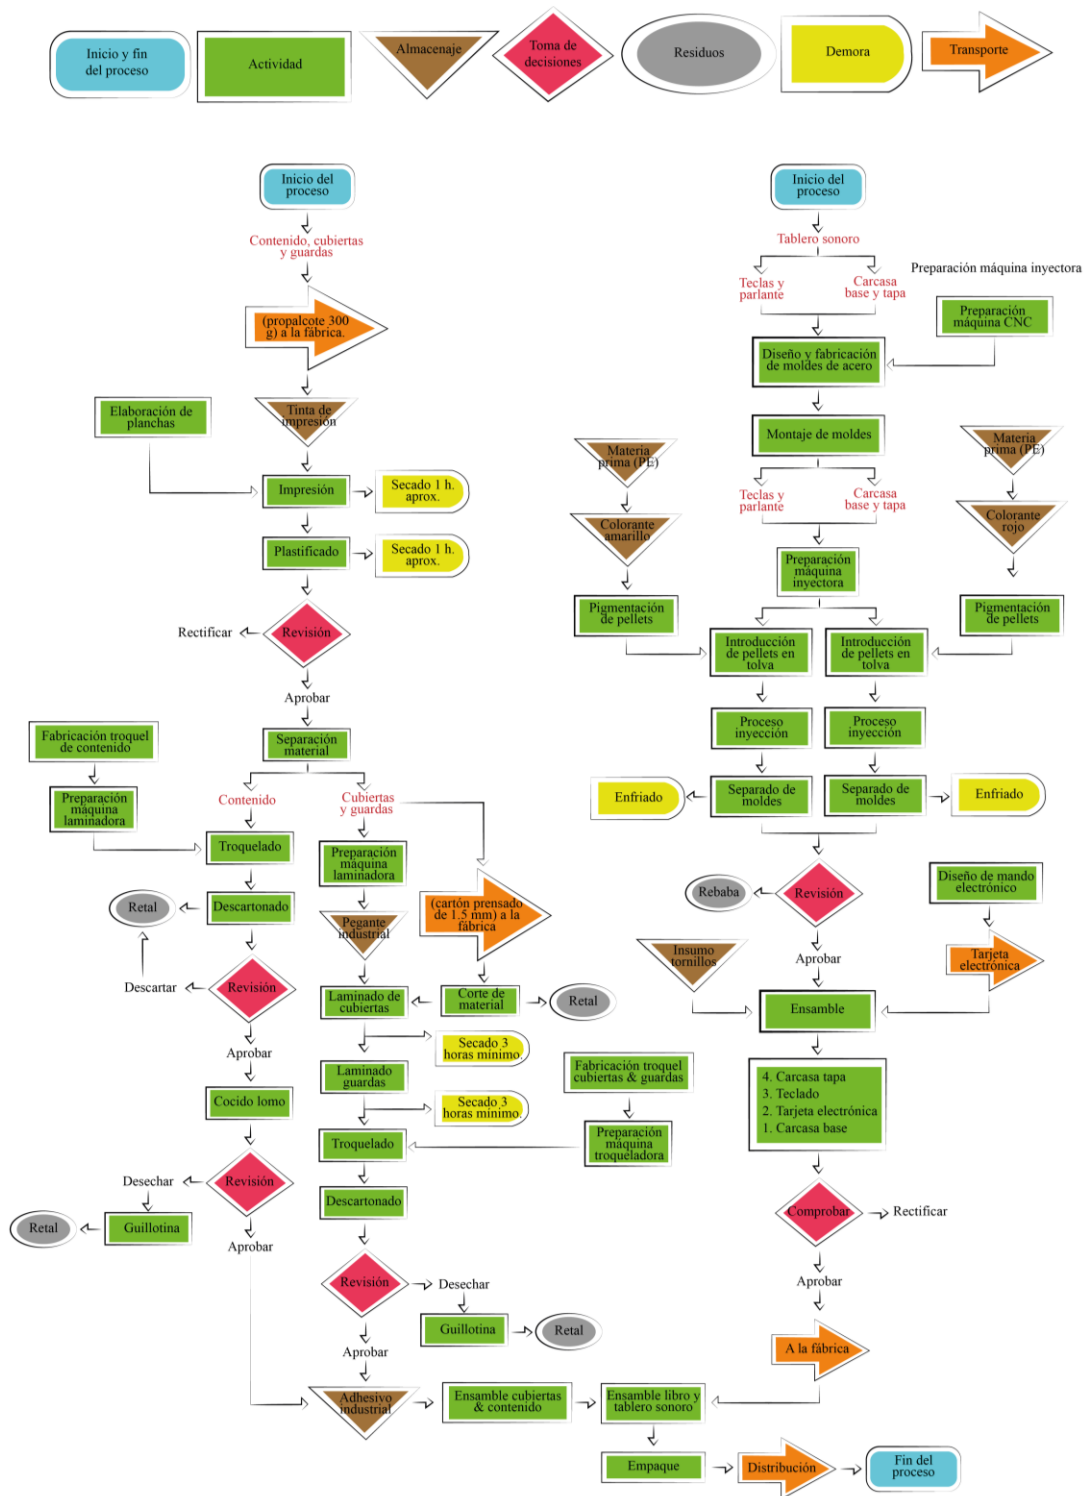 Inicio y fin
del proceso
Actividad
Almacenaje
Toma de
decisiones
Residuos
Demora
Transporte
Inicio del
proceso
Contenido, cubiertas
y guardas
(propalcote 300
g) a la fábrica.
Elaboración de
planchas
Tinta de
impresión
Impresión
Secado 1 h.
aprox.
Plastificado
Secado 1 h.
aprox.
Rectificar
Revisión
Aprobar
Separación
material
Fabricación troquel
de contenido
Preparación
máquina
laminadora
Contenido
Cubiertas
y guardas
Troquelado
Preparación
máquina
laminadora
Retal
Descartonado
Pegante
industrial
(cartón prensado
de 1.5 mm) a la
fábrica
Descartar
Revisión
Laminado de
cubiertas
Corte de
material
Retal
Aprobar
Secado 3
horas mínimo.
Laminado
guardas
Cocido lomo
Secado 3
horas mínimo.
Fabricación troquel
cubiertas & guardas
Troquelado
Preparación
máquina
troqueladora
Desechar
Revisión
Descartonado
Retal
Guillotina
Aprobar
Revisión
Desechar
Guillotina
Retal
Aprobar
Adhesivo
industrial
Ensamble cubiertas
& contenido
Ensamble libro y
tablero sonoro
Empaque
Distribución
Fin del
proceso
Inicio del
proceso
Tablero sonoro
Teclas y
parlante
Carcasa
base y tapa
Preparación máquina inyectora
Preparación
máquina CNC
Diseño y fabricación
de moldes de acero
Montaje de moldes
Materia
prima (PE)
Materia
prima (PE)
Teclas y
parlante
Carcasa
base y tapa
Colorante
amarillo
Colorante
rojo
Preparación
máquina
inyectora
Pigmentación
de pellets
Pigmentación
de pellets
Introducción
de pellets en
tolva
Introducción
de pellets en
tolva
Proceso
inyección
Proceso
inyección
Enfriado
Separado de
moldes
Separado de
moldes
Enfriado
Rebaba
Revisión
Diseño de mando
electrónico
Insumo
tornillos
Aprobar
Tarjeta
electrónica
Ensamble
4. Carcasa tapa
3. Teclado
2. Tarjeta electrónica
1. Carcasa base
Comprobar
Rectificar
Aprobar
A la fábrica